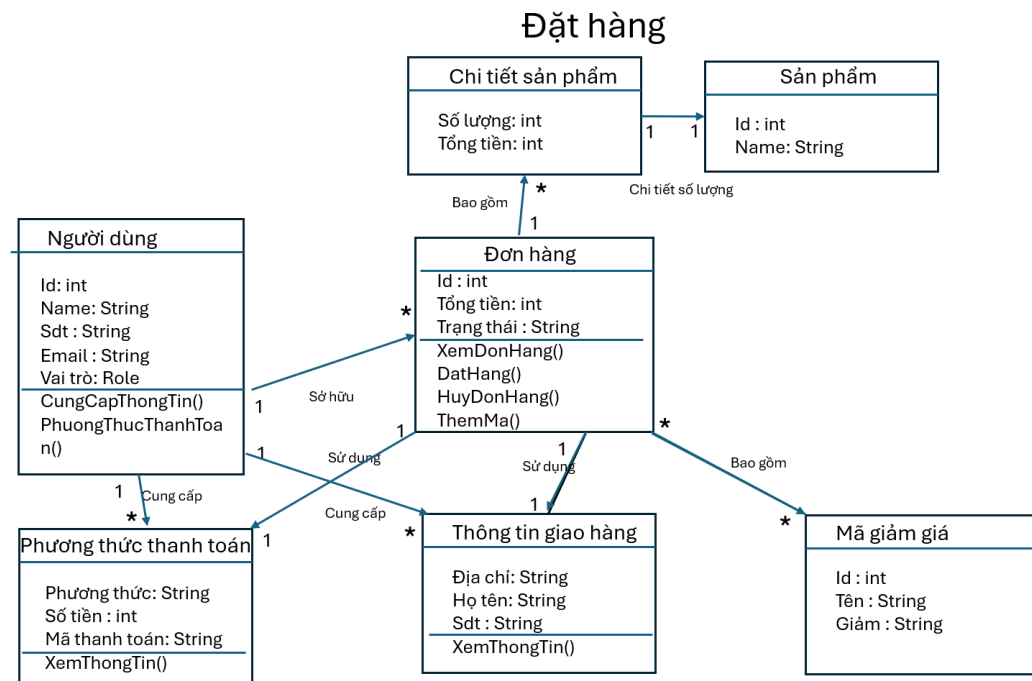 Đặt hàng
Chi tiết sản phẩm
Số lượng: int
Tổng tiền: int
1
1
Sản phẩm
Id : int
Name: String
Chi tiết số lượng
*
Bao gồm
1
Người dùng
Id: int
Name: String
Sdt : String
Email : String
Vai trò: Role
CungCapThongTin()
PhuongThucThanhToa
n()
*
1
Sở hữu
Đơn hàng
Id : int
Tổng tiền: int
Trạng thái : String
XemDonHang()
DatHang()
HuyDonHang()
ThemMa()
1
1
Sử dụng
1
Sử dụng
*
Bao gồm
1
Cung cấp
*
Cung cấp
*
1
1
*
Phương thức thanh toán
Phương thức: String
Số tiền : int
Mã thanh toán: String
XemThongTin()
Thông tin giao hàng
Địa chỉ: String
Họ tên: String
Sdt : String
XemThongTin()
Mã giảm giá
Id : int
Tên : String
Giảm : String